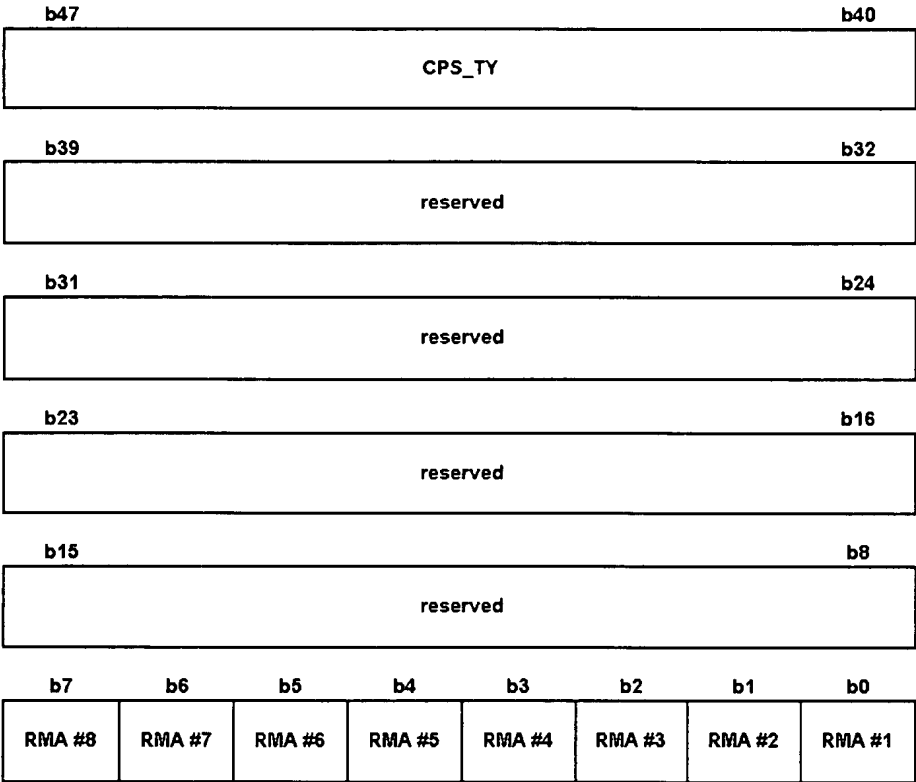 b47 b40
CPS_TY
b39 b32
reserved
b31 b24
reserved
b23 b16
reserved
b15 b8
reserved
b7 b6 b5 b4 b3 b2 b1 b0
RMA #8 RMA #7 RMA #6 RMA #5 RMA #4 RMA #3 RMA #2 RMA #1